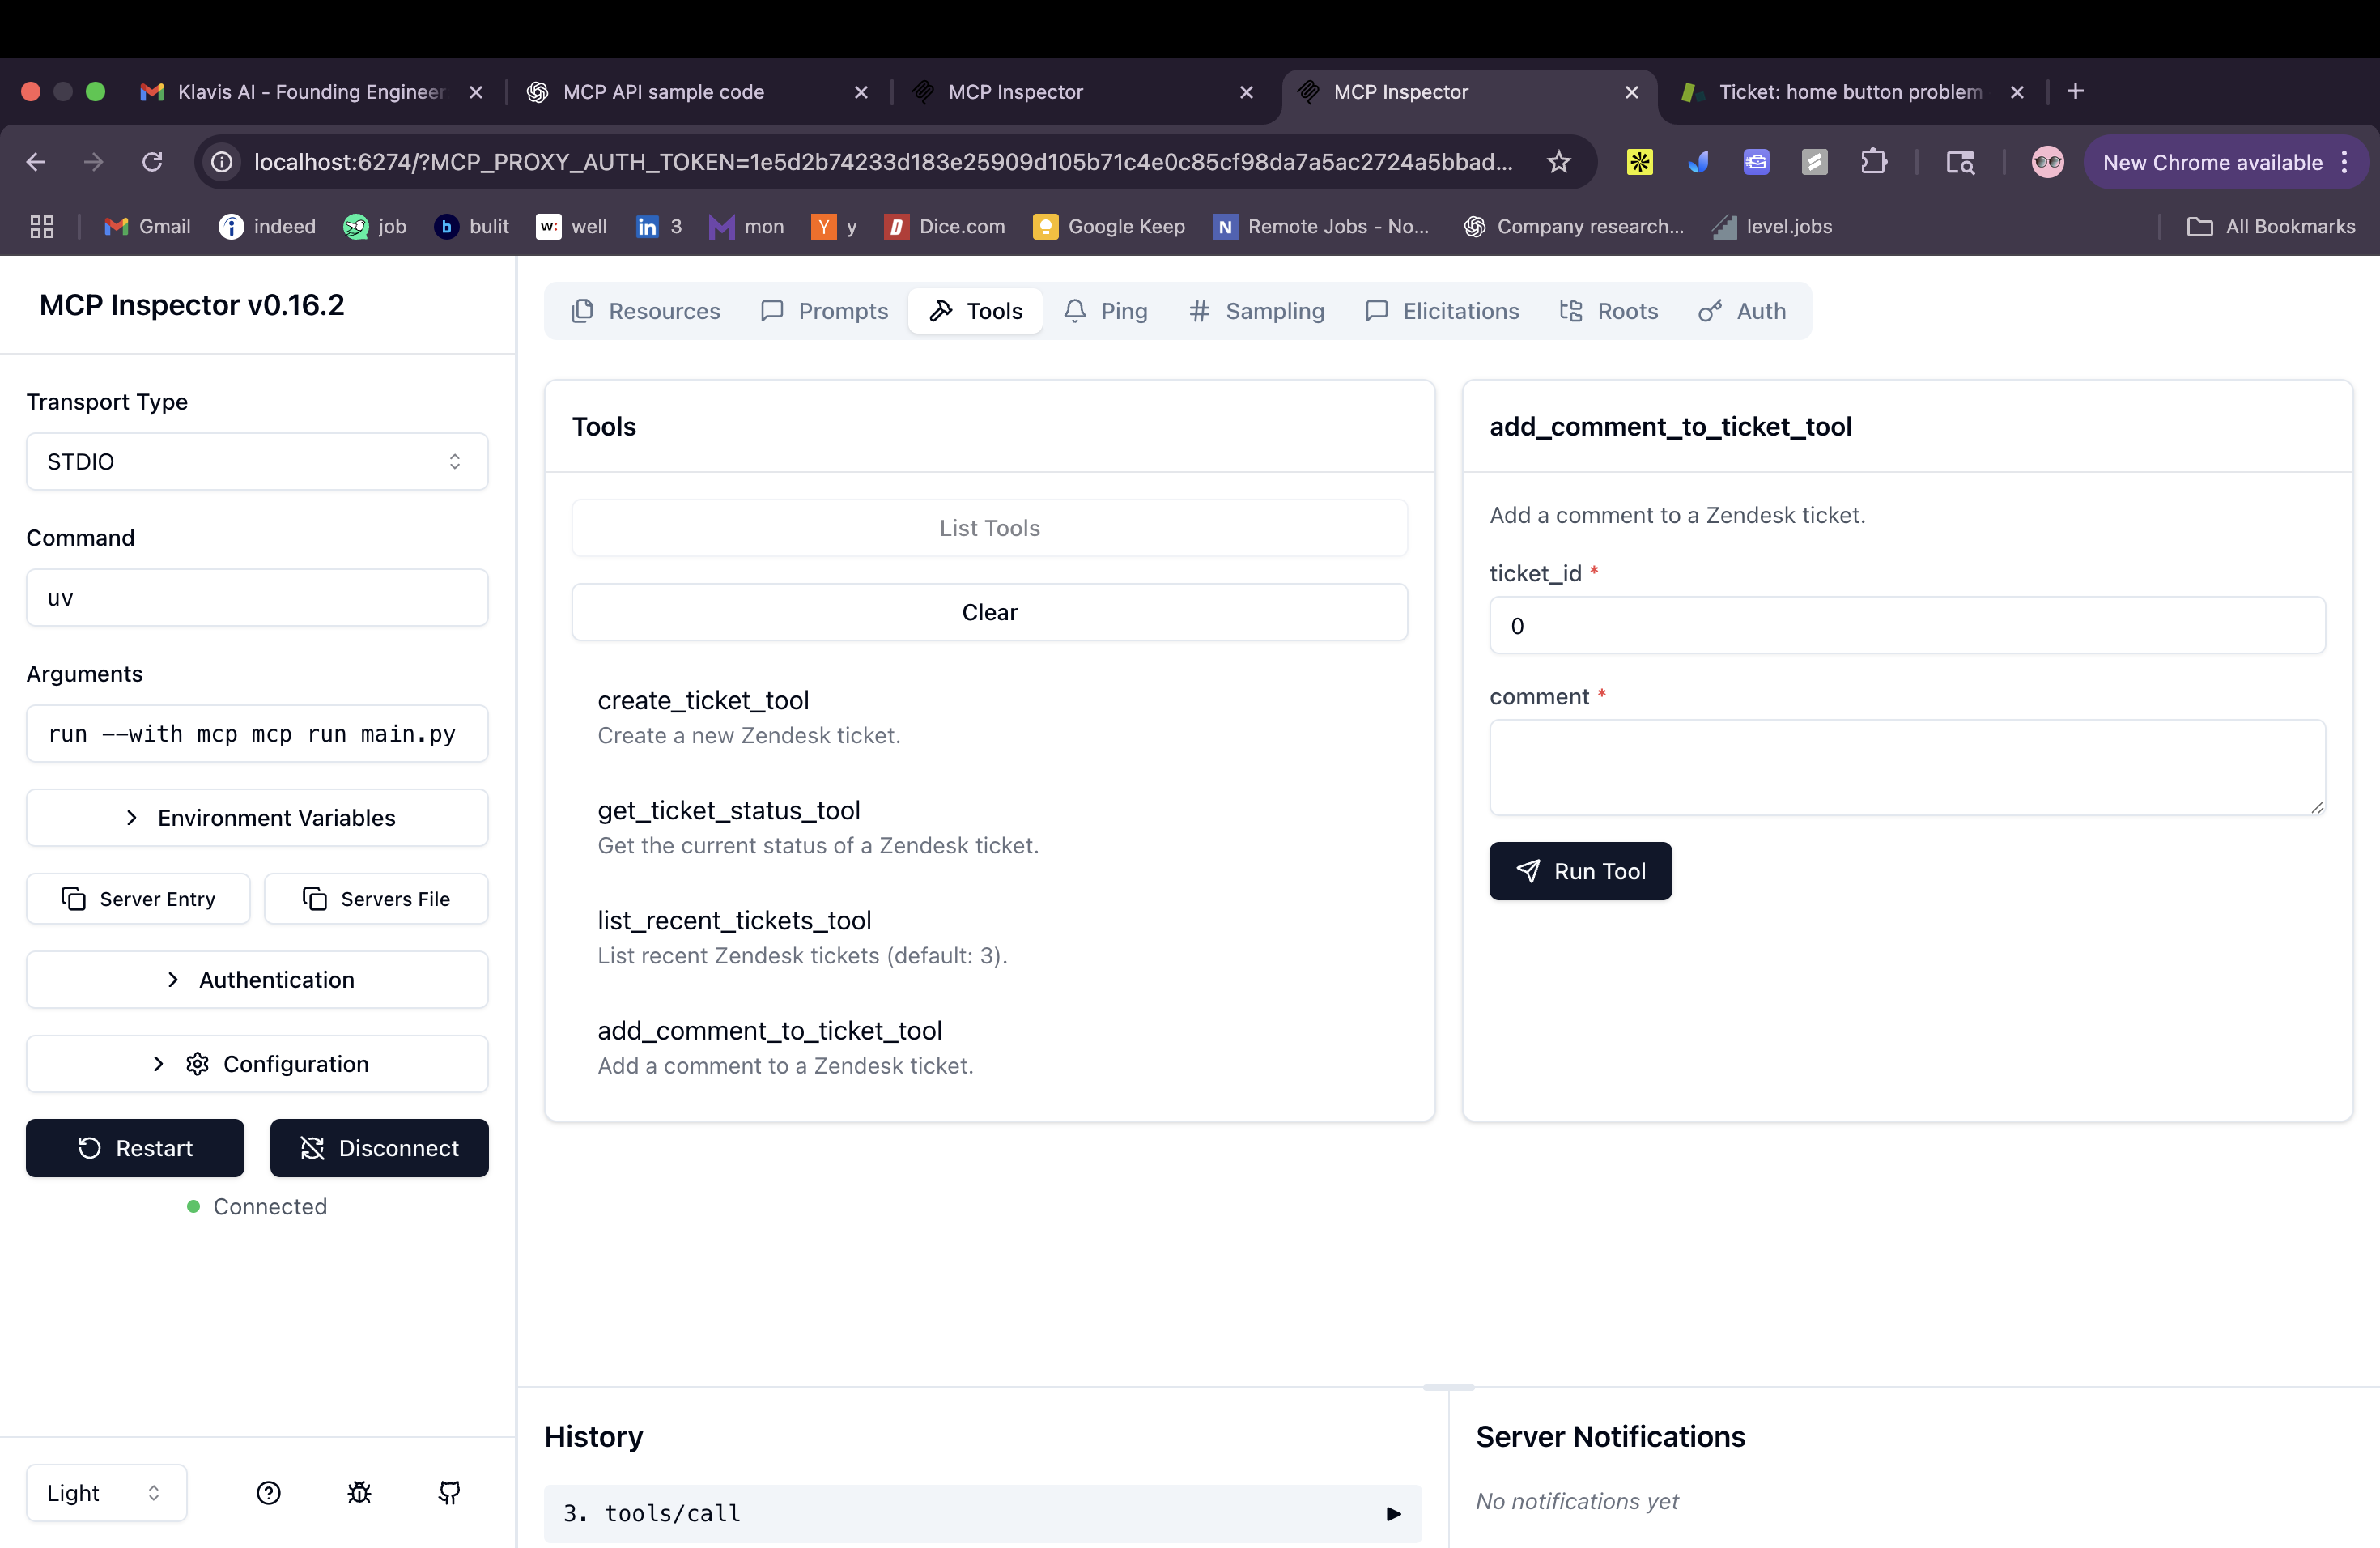 Klavis AI - Founding Engineer
MCP API sample code
MCP Inspector
MCP Inspector
Ticket: home button problem
localhost:6274/?MCP_PROXY_AUTH_TOKEN=1e5d2b74233d183e25909d105b71c4e0c85cf98da7a5ac2724a5bbad...
New Chrome available
Gmail
indeed
job
bulit
well
3
mon
y
Dice.com
Google Keep
Remote Jobs - No...
Company research...
level.jobs
All Bookmarks
MCP Inspector v0.16.2
Transport Type
STDIO
Command
uv
Arguments
run --with mcp mcp run main.py
Environment Variables
Server Entry
Servers File
Authentication
Configuration
Restart
Disconnect
Connected
Light
Resources
Prompts
Tools
Ping
Sampling
Elicitations
Roots
Auth
Tools
List Tools
Clear
create_ticket_tool
Create a new Zendesk ticket.
get_ticket_status_tool
Get the current status of a Zendesk ticket.
list_recent_tickets_tool
List recent Zendesk tickets (default: 3).
add_comment_to_ticket_tool
Add a comment to a Zendesk ticket.
add_comment_to_ticket_tool
Add a comment to a Zendesk ticket.
ticket_id *
0
comment *
Run Tool
History
3. tools/call
Server Notifications
No notifications yet